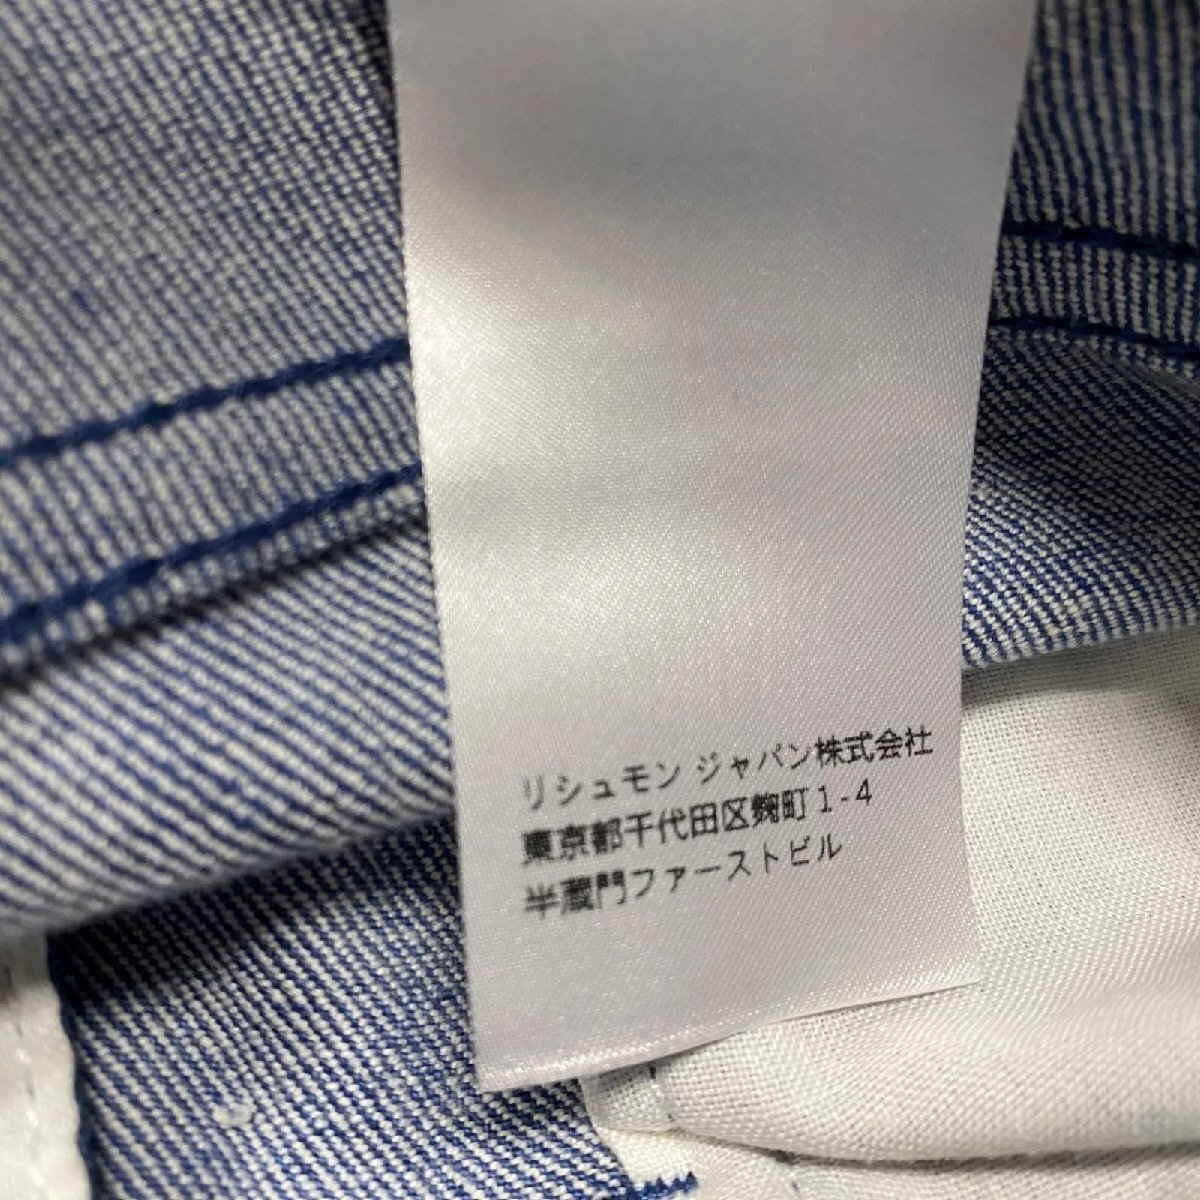 リシュモン ジャパン株式会社
東京都千代田区麹町1-4
半蔵門ファーストビル